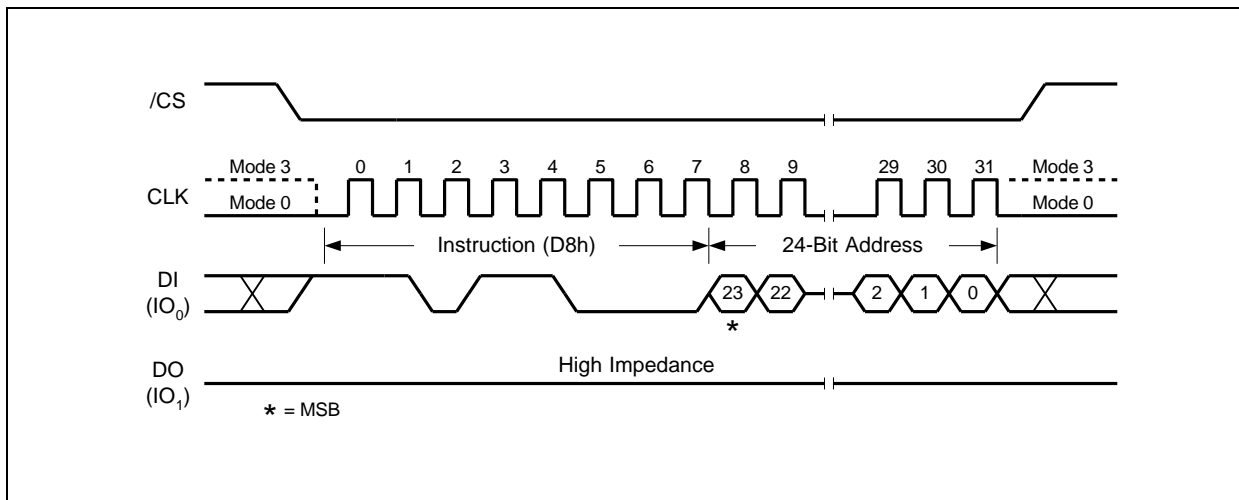 /CS
Mode 3 0 1 2 3 4 5 6 7 8 9 29 30 31 Mode 3
CLK Mode 0 Mode 0
Instruction (D8h) 24-Bit Address
DI
(IO0) 23 22 2 1 0
*
DO High Impedance
(IO1)
* = MSB